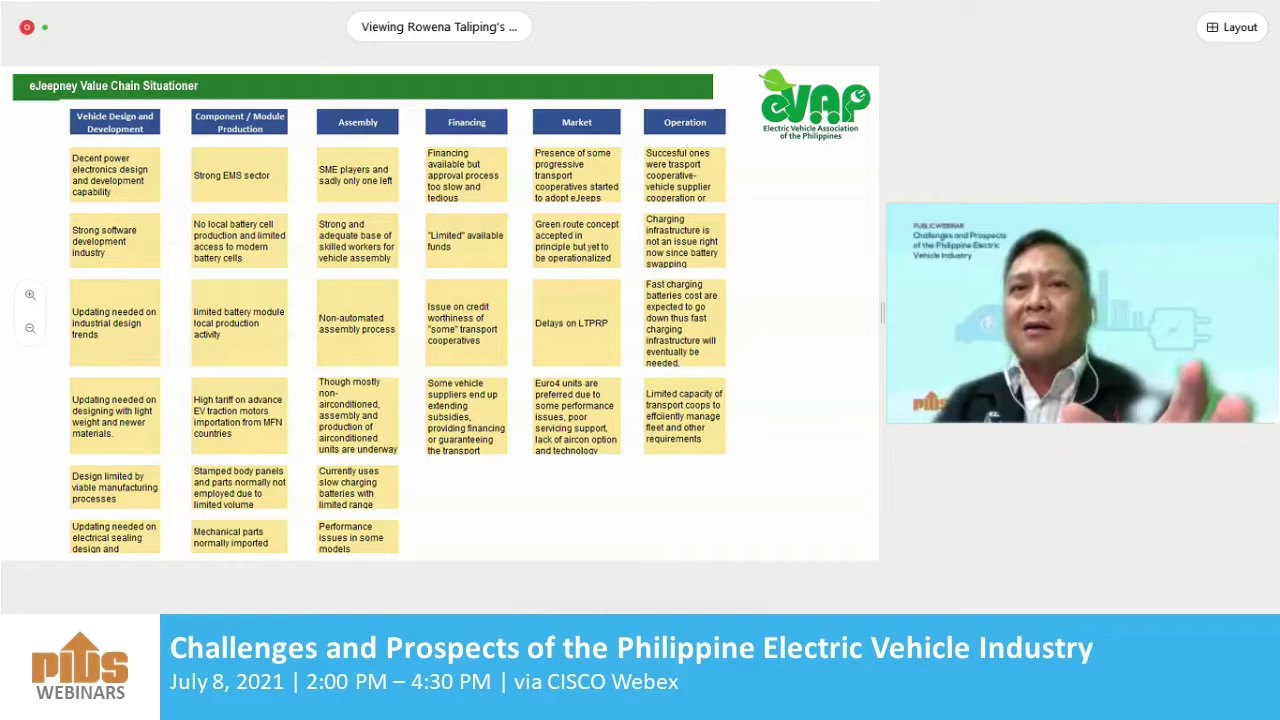 Viewing Rowena Taliping's ...
Layout
eJeepney Value Chain Situationer
eVAP
Electric Vehicle Association
of the Philippines
Vehicle Design and
Development
Decent power
electronics design
and development
capability
Strong software
development
industry
Updating needed on
industrial design
trends
Updating needed on
designing with light
weight and newer
materials.
Design limited by
viable manufacturing
processes
Updating needed on
electrical sealing
design and
Component / Module
Production
Strong EMS sector
No local battery cell
production and limited
access to modern
battery cells
limited battery module
local production
activity
High tariff on advance
EV traction motors
importation from MFN
countries
Stamped body panels
and parts normally not
employed due to
limited volume
Mechanical parts
normally imported
Assembly
SME players and
sadly only one left
Strong and
adequate base of
skilled workers for
vehicle assembly
Non-automated
assembly process
Though mostly
non-
airconditioned,
assembly and
production of
airconditioned
units are underway
Currently uses
slow charging
batteries with
limited range
Performance
issues in some
models
Financing
Financing
available but
approval process
too slow and
tedious
"Limited" available
funds
Issue on credit
worthiness of
"some" transport
cooperatives
Some vehicle
suppliers end up
extending
subsidies,
providing financing
or guaranteeing
the transport
Market
Presence of some
progressive
transport
cooperatives started
to adopt eJeeps
Green route concept
accepted in
principle but yet to
be operationalized
Delays on LTPRP
Euro4 units are
preferred due to
some performance
issues, poor
servicing support,
lack of aircon option
and technology
Operation
Succesful ones
were trasport
cooperative-
vehicle supplier
cooperation or
Charging
infrastructure is
not an issue right
now since battery
swapping
Fast charging
batteries cost are
expected to go
down thus fast
charging
infrastructure will
eventually be
needed.
Limited capacity of
transport coops to
effciently manage
fleet and other
requirements
PUBLIC WEBINAR
Challenges and Prospects
of the Philippine Electric
Vehicle Industry
PIDS
PIDS
WEBINARS
Challenges and Prospects of the Philippine Electric Vehicle Industry
July 8, 2021 | 2:00 PM – 4:30 PM | via CISCO Webex